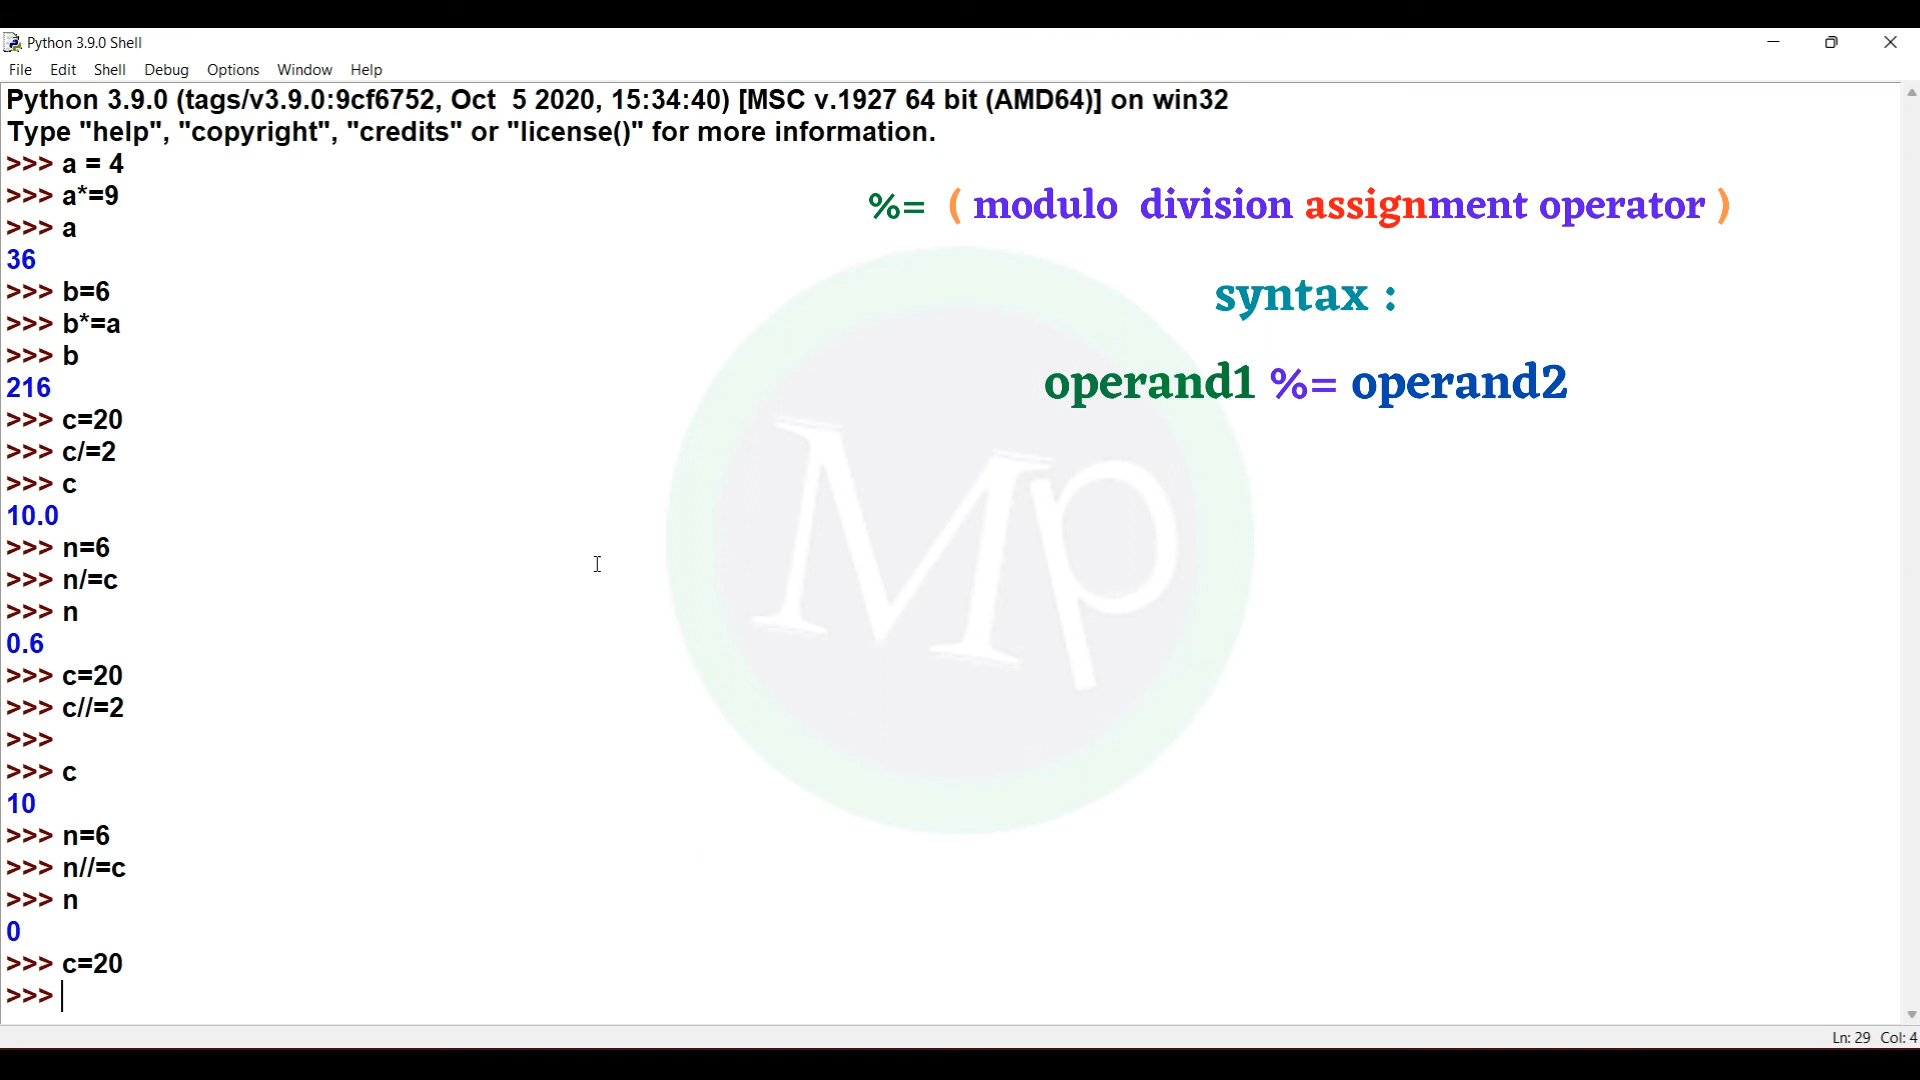 Python 3.9.0 Shell
File Edit Shell Debug Options Window Help
Python 3.9.0 (tags/v3.9.0:9cf6752, Oct  5 2020, 15:34:40) [MSC v.1927 64 bit (AMD64)] on win32
Type "help", "copyright", "credits" or "license()" for more information.
>>> a = 4
>>> a*=9
>>> a
36
>>> b=6
>>> b*=a
>>> b
216
>>> c=20
>>> c/=2
>>> c
10.0
>>> n=6
>>> n/=c
>>> n
0.6
>>> c=20
>>> c//=2
>>>
>>> c
10
>>> n=6
>>> n//=c
>>> n
0
>>> c=20
>>>
%= ( modulo division assignment operator )
syntax :
operand1 %= operand2
Mp
Ln: 29 Col: 4